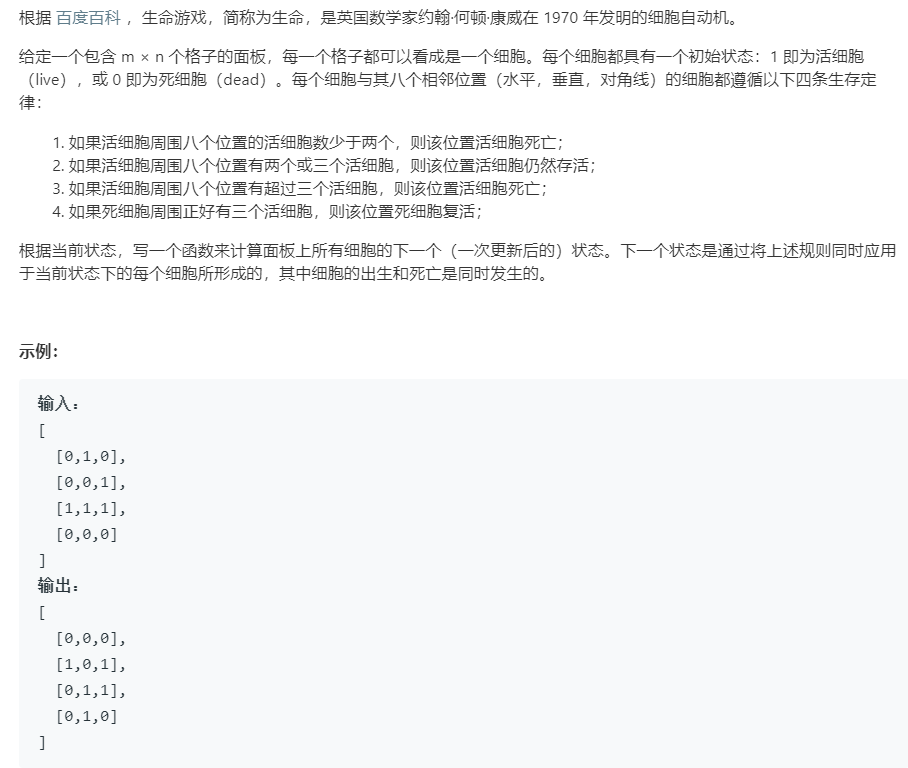 根据 百度百科 ，生命游戏，简称为生命，是英国数学家约翰·何顿·康威在 1970 年发明的细胞自动机。
给定一个包含 m × n 个格子的面板，每一个格子都可以看成是一个细胞。每个细胞都具有一个初始状态：1 即为活细胞
（live），或 0 即为死细胞（dead）。每个细胞与其八个相邻位置（水平，垂直，对角线）的细胞都遵循以下四条生存定
律：
1. 如果活细胞周围八个位置的活细胞数少于两个，则该位置活细胞死亡；
2. 如果活细胞周围八个位置有两个或三个活细胞，则该位置活细胞仍然存活；
3. 如果活细胞周围八个位置有超过三个活细胞，则该位置活细胞死亡；
4. 如果死细胞周围正好有三个活细胞，则该位置死细胞复活；
根据当前状态，写一个函数来计算面板上所有细胞的下一个（一次更新后的）状态。下一个状态是通过将上述规则同时应用
于当前状态下的每个细胞所形成的，其中细胞的出生和死亡是同时发生的。
示例：
输入：
[
[0,1,0],
[0,0,1],
[1,1,1],
[0,0,0]
]
输出：
[
[0,0,0],
[1,0,1],
[0,1,1],
[0,1,0]
]